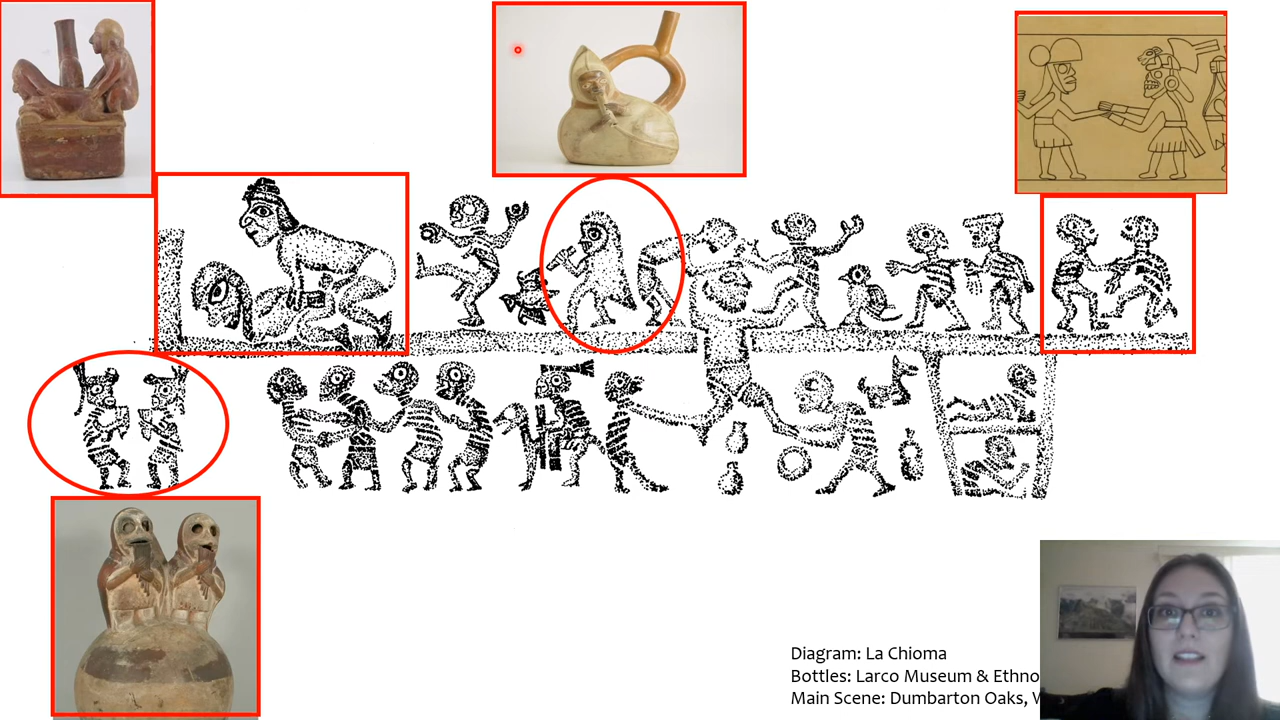 Diagram: La Chioma
Bottles: Larco Museum & Ethno
Main Scene: Dumbarton Oaks,